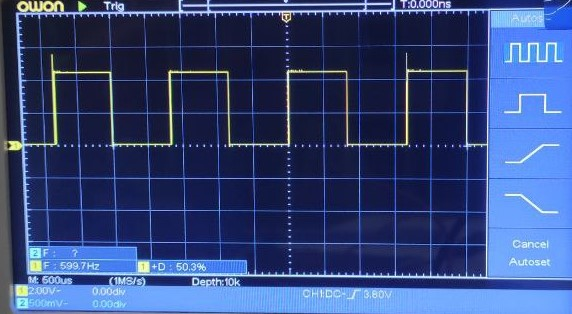 owon Trig T:0.000ns
Autos
T
2 F : ?
1 F : 599.7Hz 1 +D : 50.3%
M: 500us (1MS/s) Depth:10k
1 2.00V~ 0.00div CH1:DC- 3.80V
2 500mV~ 0.00div
Cancel
Autoset